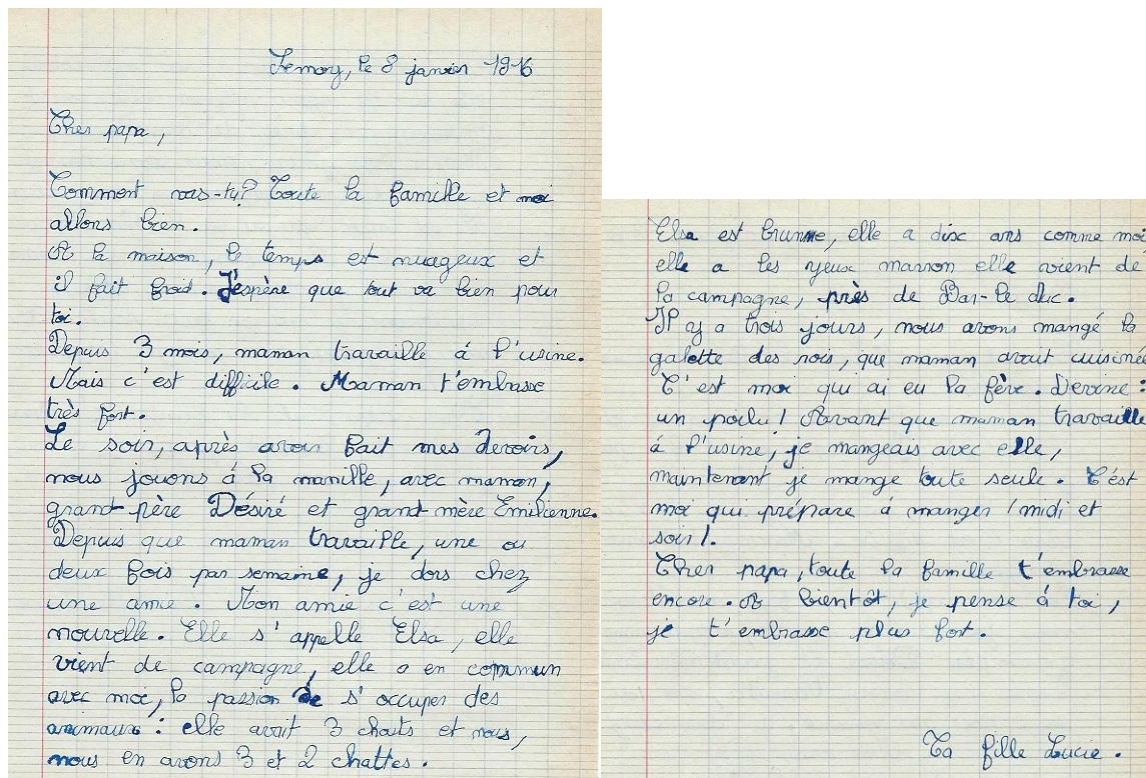 Lemoy, le 8 janvier 1916
Cher papa,
Comment vas-tu? Toute la famille et moi
allons bien.
A la maison, le temps est nuageux et
il fait froid. J'espère que tout va bien pour
toi.
Depuis 3 mois, maman travaille à l'usine.
Mais c'est difficile. Maman t'embrasse
très fort.
Le soir, après avoir fait mes devoirs,
nous jouons à la manille, avec maman,
grand-père Désiré et grand mère Emilienne.
Depuis que maman travaille, une ou
deux fois par semaine, je dors chez
une amie. Mon amie c'est une
nouvelle. Elle s'appelle Elsa, elle
vient de campagne, elle a en commun
avec moi, la passion de s'occuper des
animaux : elle avait 3 chats et nous,
nous en avons 3 et 2 chattes.
Elsa est brunne, elle a dix ans comme moi
elle a les yeux marron elle vient de
la campagne, près de Bar-le duc.
Il y a trois jours, nous avons mangé la
galette des rois, que maman avait cuisinée
C'est moi qui ai eu la fève. Devine :
un poilu! Avant que maman travaille
à l'usine, je mangeais avec elle,
maintenant je mange toute seule. C'est
moi qui prépare à manger (midi et
soir).
Cher papa, toute la famille t'embrasse
encore. A bientôt, je pense à toi,
je t'embrasse plus fort.
Ta fille Lucie.